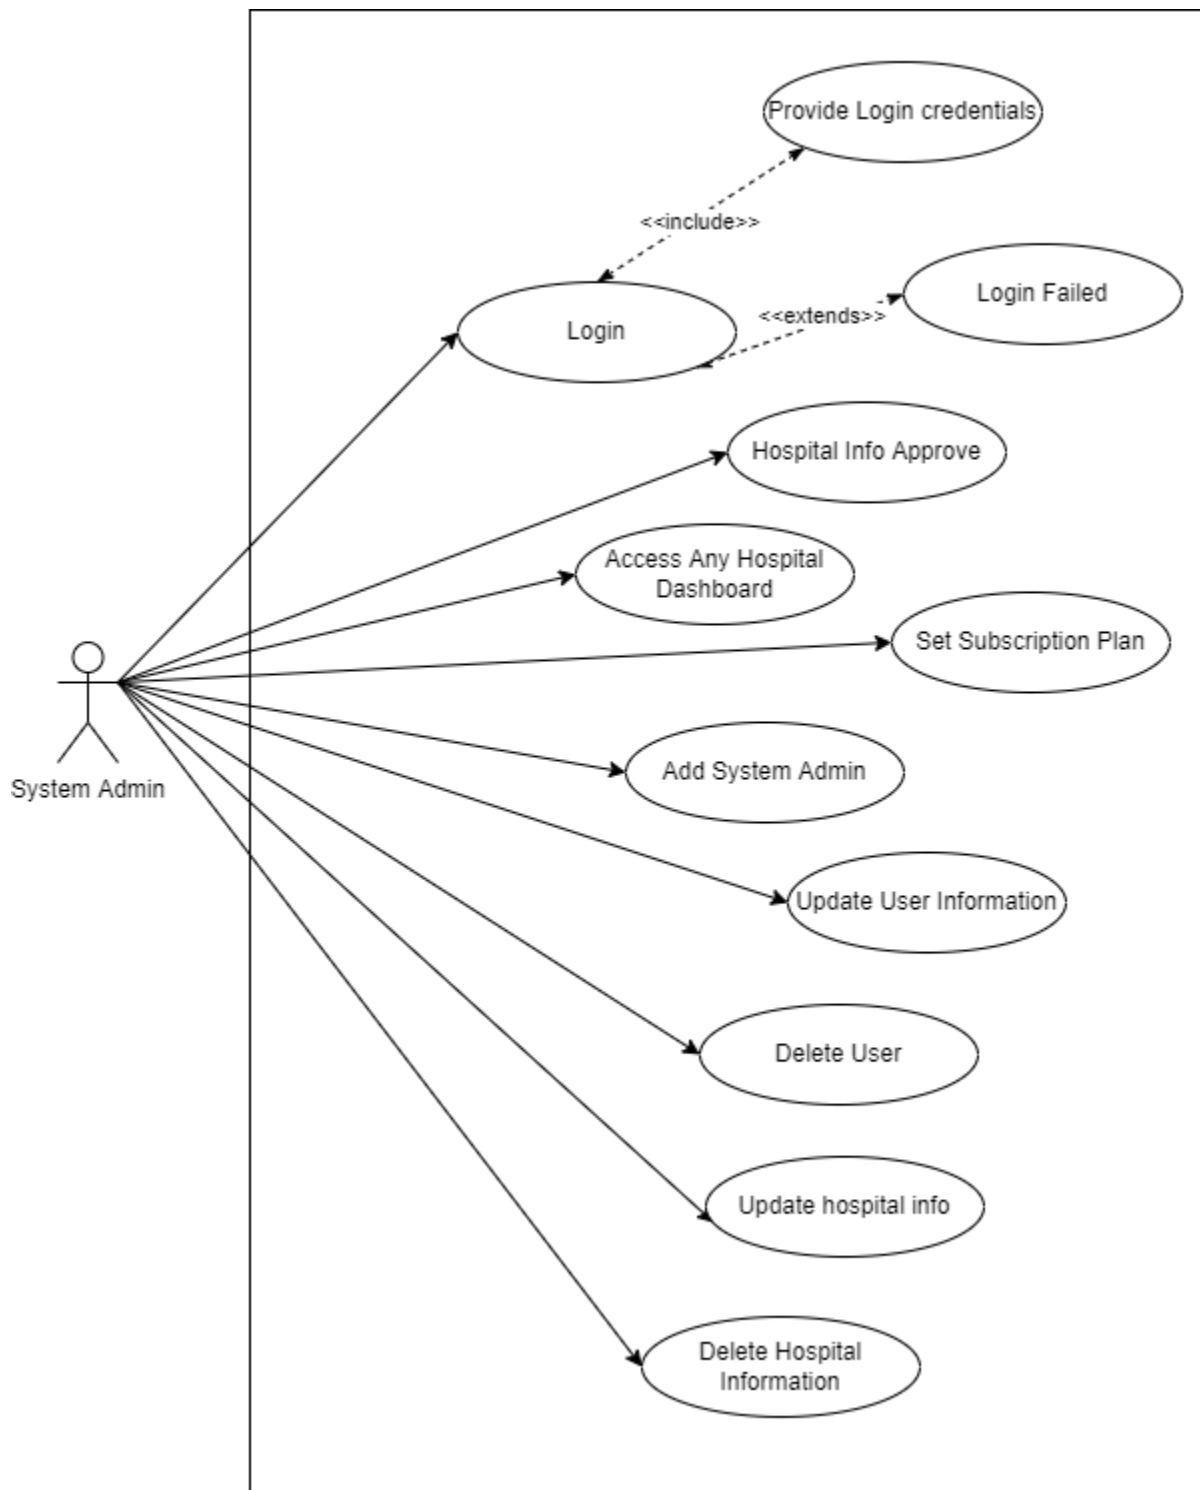 Provide Login credentials
<<include>>
Login Failed
<<extends>>
Login
Hospital Info Approve
Access Any Hospital
Dashboard
Set Subscription Plan
System Admin
Add System Admin
Update User Information
Delete User
Update hospital info
Delete Hospital
Information